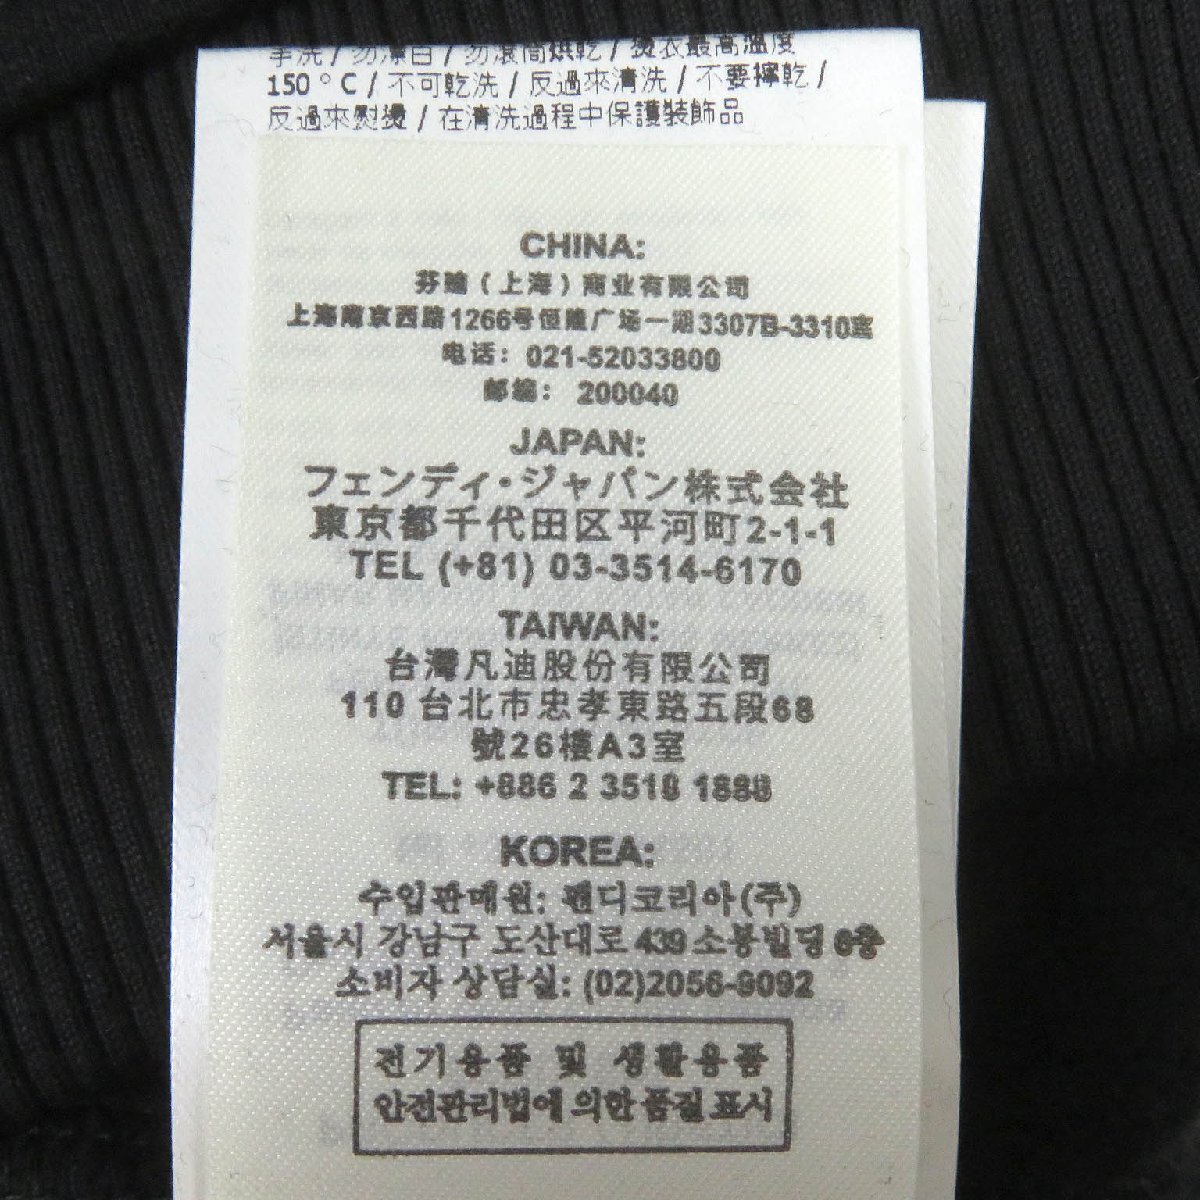 手洗 / 勿漂白 / 勿滾筒烘乾 / 燙衣最高溫度
150 ° C / 不可乾洗 / 反過來清洗 / 不要擰乾 /
反過來熨燙 / 在清洗過程中保護裝飾品
CHINA:
芬瞻（上海）商业有限公司
上海南京西路1266号恒隆广场一期3307B-3310室
电话: 021-52033800
邮编: 200040
JAPAN:
フェンディ・ジャパン株式会社
東京都千代田区平河町2-1-1
TEL (+81) 03-3514-6170
TAIWAN:
台灣凡迪股份有限公司
110 台北市忠孝東路五段68
號26樓A3室
TEL: +886 2 3518 1888
KOREA:
수입판매원: 펜디코리아(주)
서울시 강남구 도산대로 439 소봉빌딩 6층
소비자 상담실: (02)2056-9092
전기용품 및 생활용품
안전관리법에 의한 품질표시